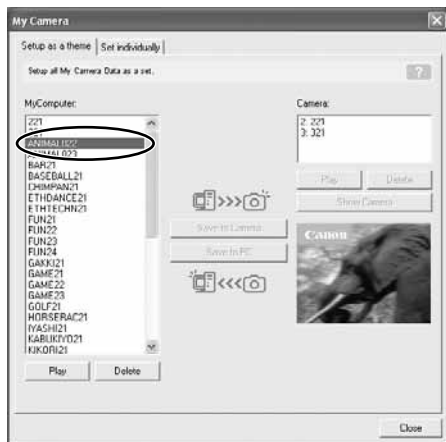 My Camera
Setup as a theme
Set individually
Setup all My Camera Data as a set.
?
MyComputer:
Camera:
221
ANIMALO22
ANIMALO23
BAR21
BASEBALL21
CHIMPAN21
ETHDANCE21
ETHTECHN21
FUN21
FUN22
FUN23
FUN24
GAKKI21
GAME21
GAME22
GAME23
GOLF21
HORSERAC21
IYASHI21
KABUKIYO21
KIKORI21
2: 221
3: 321
Play
Delete
Show Camera
>>>
Save to Camera
Save to PC
<<<
Canon
Play
Delete
Close